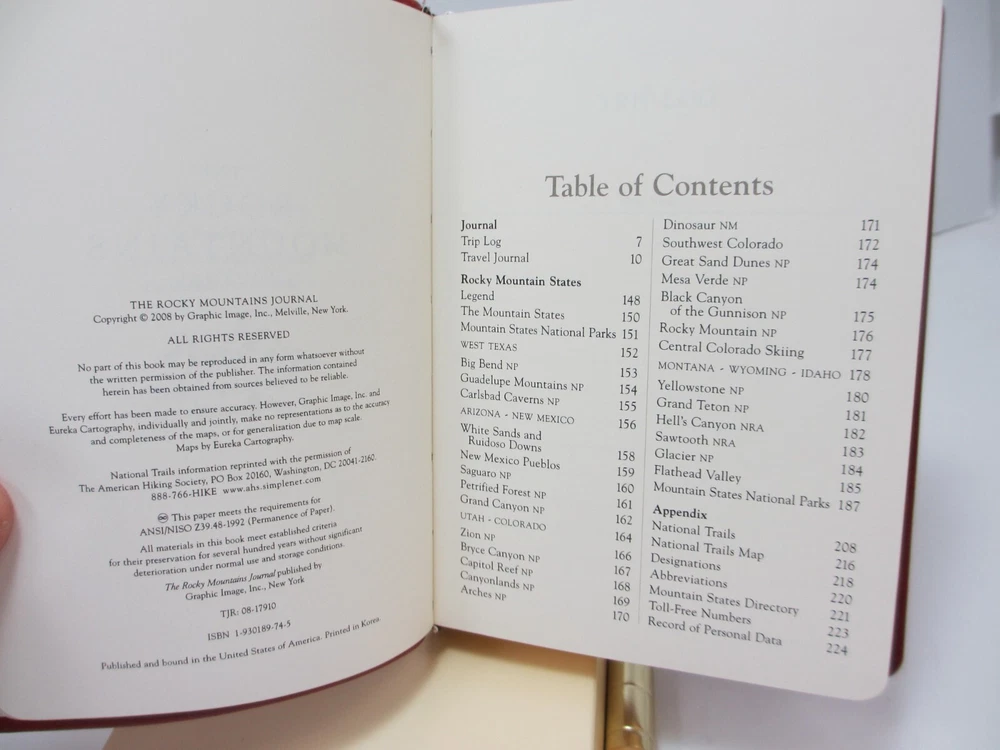 THE ROCKY MOUNTAINS JOURNAL
Copyright © 2008 by Graphic Image, Inc., Melville, New York.
ALL RIGHTS RESERVED
No part of this book may be reproduced in any form whatsoever without
the written permission of the publisher. The information contained
herein has been obtained from sources believed to be reliable.
Every effort has been made to ensure accuracy. However, Graphic Image, Inc. and
Eureka Cartography, individually and jointly, make no representations as to the accuracy
and completeness of the maps, or for generalization due to map scale.
Maps by Eureka Cartography.
National Trails information reprinted with the permission of
The American Hiking Society, PO Box 20160, Washington, DC 20041-2160.
888-766-HIKE www.ahs.simplenet.com
♾ This paper meets the requirements for
ANSI/NISO Z39.48-1992 (Permanence of Paper).
All materials in this book meet established criteria
for their preservation for several hundred years without significant
deterioration under normal use and storage conditions.
The Rocky Mountains Journal published by
Graphic Image, Inc., New York
TJR: 08-17910
ISBN 1-930189-74-5
Published and bound in the United States of America. Printed in Korea.
Table of Contents
Journal
Trip Log 7
Travel Journal 10
Rocky Mountain States
Legend 148
The Mountain States 150
Mountain States National Parks 151
WEST TEXAS 152
Big Bend NP 153
Guadelupe Mountains NP 154
Carlsbad Caverns NP 155
ARIZONA - NEW MEXICO 156
White Sands and
Ruidoso Downs 158
New Mexico Pueblos 159
Saguaro NP 160
Petrified Forest NP 161
Grand Canyon NP 162
UTAH - COLORADO 164
Zion NP 166
Bryce Canyon NP 167
Capitol Reef NP 168
Canyonlands NP 169
Arches NP 170
Dinosaur NM 171
Southwest Colorado 172
Great Sand Dunes NP 174
Mesa Verde NP 174
Black Canyon
of the Gunnison NP 175
Rocky Mountain NP 176
Central Colorado Skiing 177
MONTANA - WYOMING - IDAHO 178
Yellowstone NP 180
Grand Teton NP 181
Hell's Canyon NRA 182
Sawtooth NRA 183
Glacier NP 184
Flathead Valley 185
Mountain States National Parks 187
Appendix
National Trails 208
National Trails Map 216
Designations 218
Abbreviations 220
Mountain States Directory 221
Toll-Free Numbers 223
Record of Personal Data 224